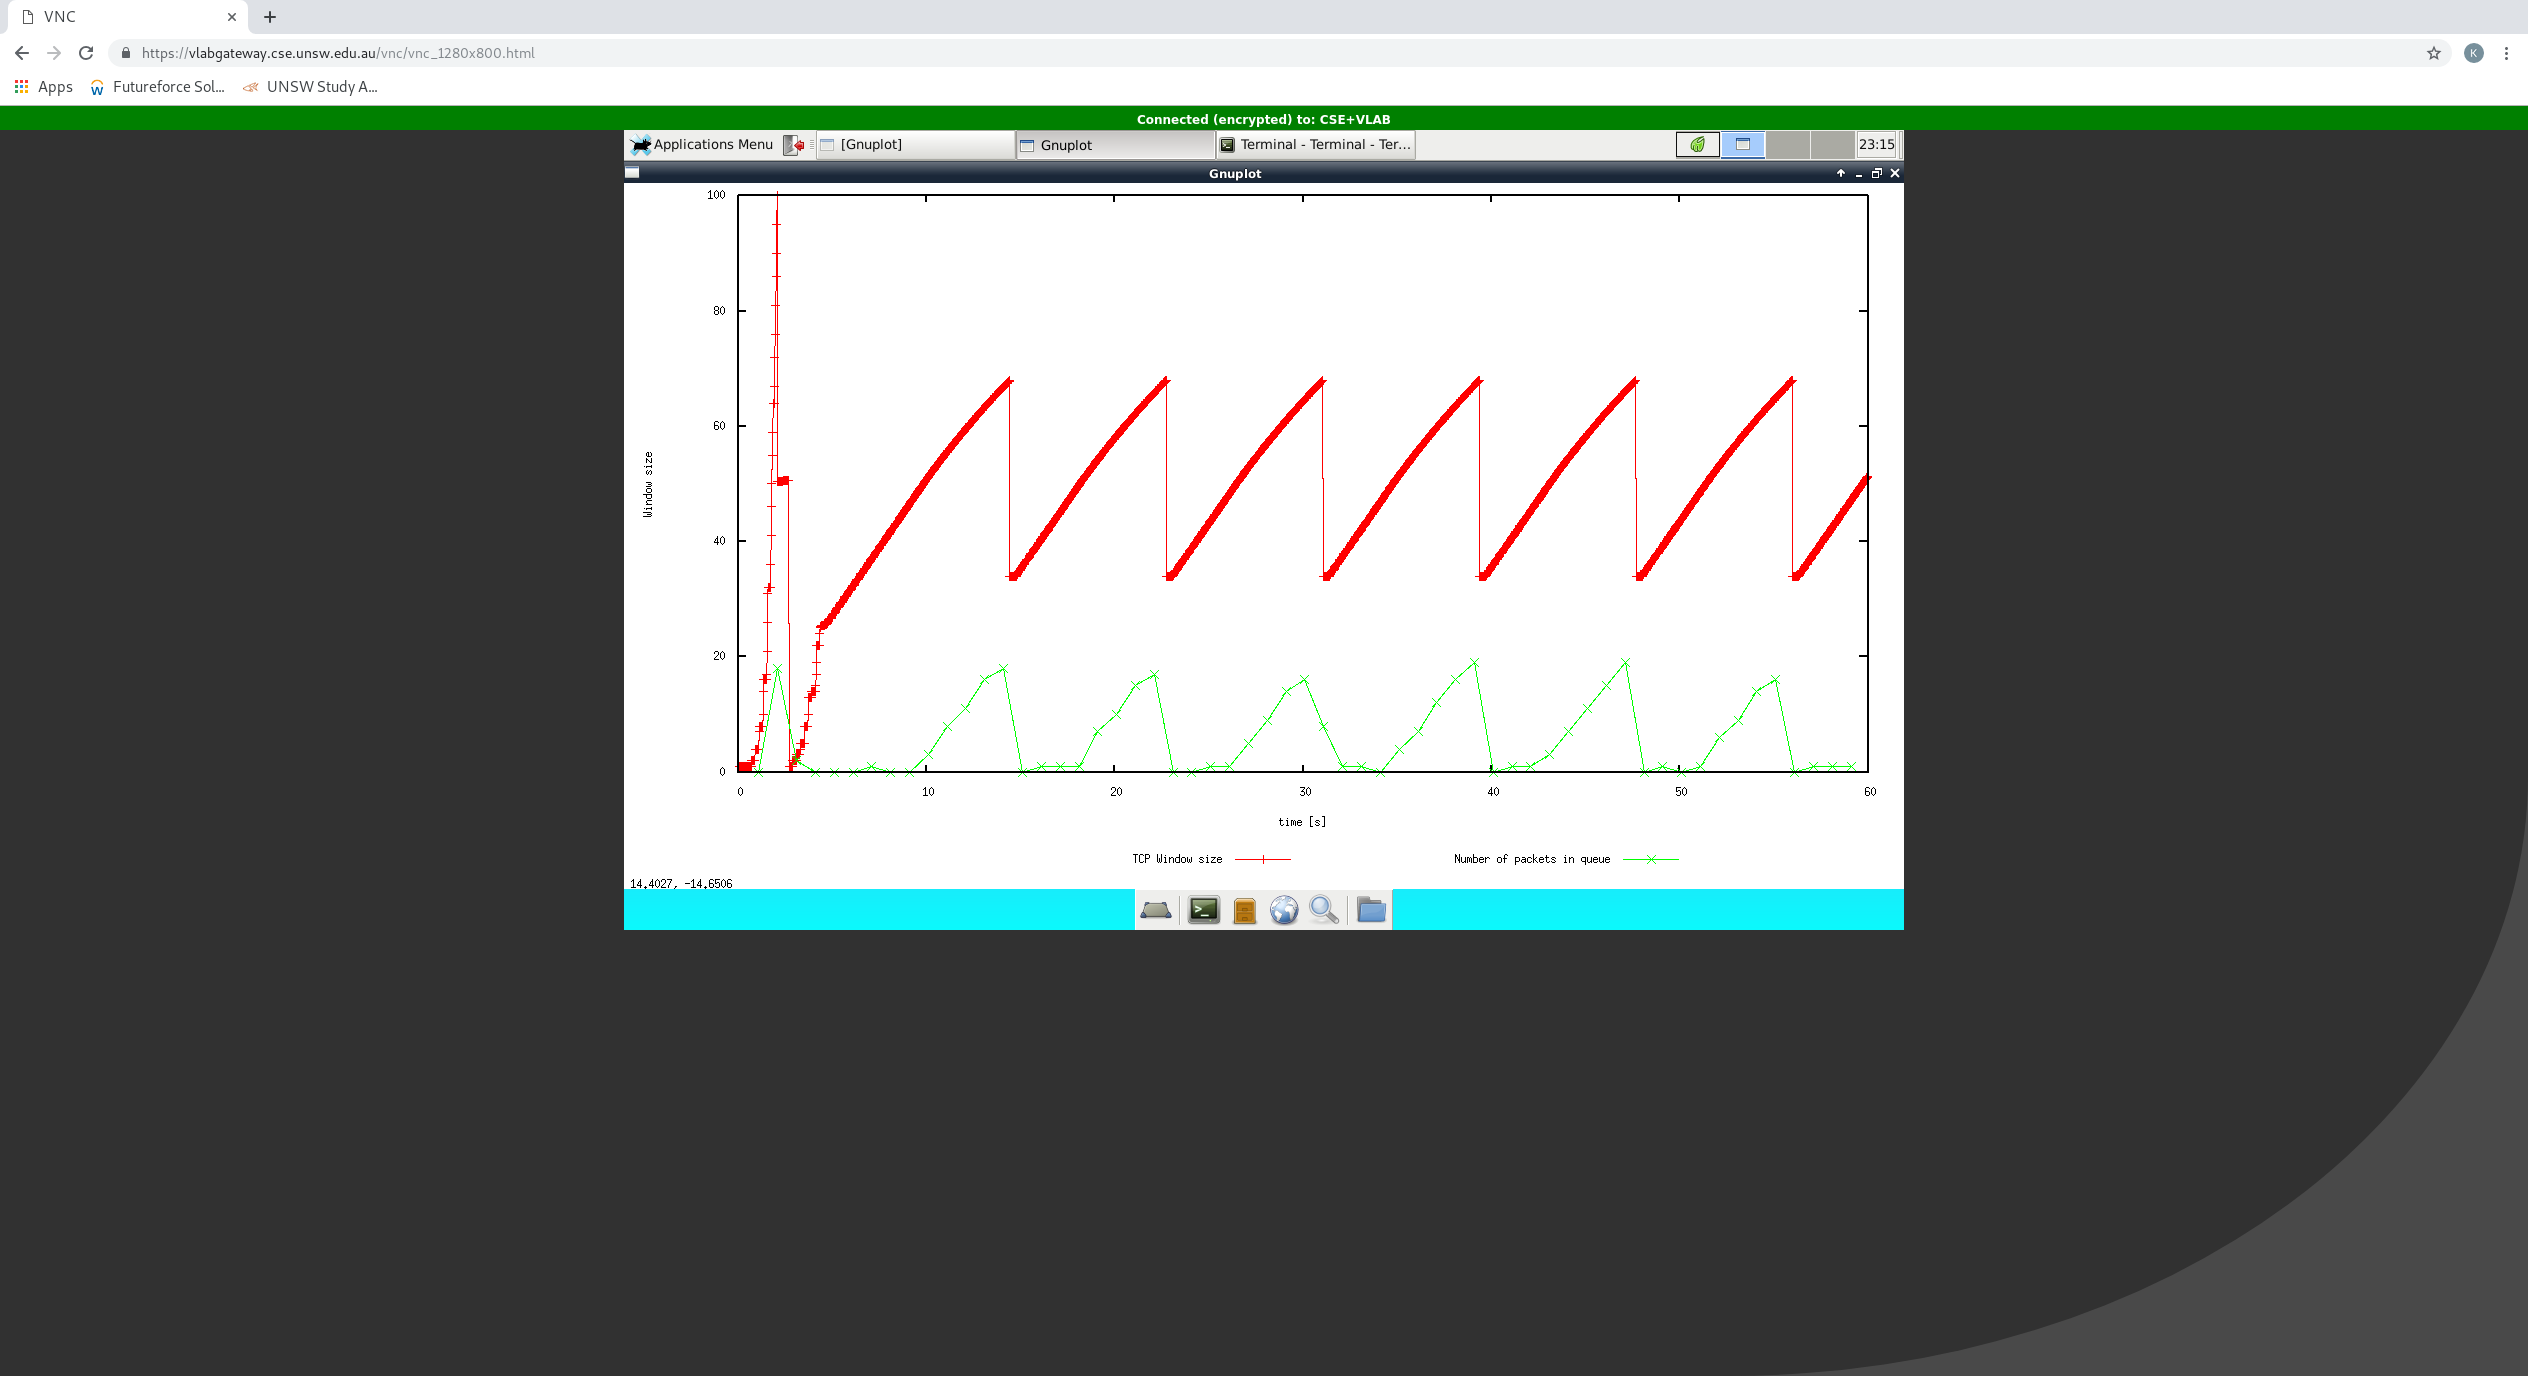 VNC
https://vlabgateway.cse.unsw.edu.au/vnc/vnc_1280x800.html
K
Apps
Futureforce Sol...
UNSW Study A...
Connected (encrypted) to: CSE+VLAB
Applications Menu
[Gnuplot]
Gnuplot
Terminal - Terminal - Ter...
23:15
Gnuplot
100
80
60
40
20
0
Window size
0
10
20
30
40
50
60
time [s]
TCP Window size
Number of packets in queue
14.4027, -14.6506